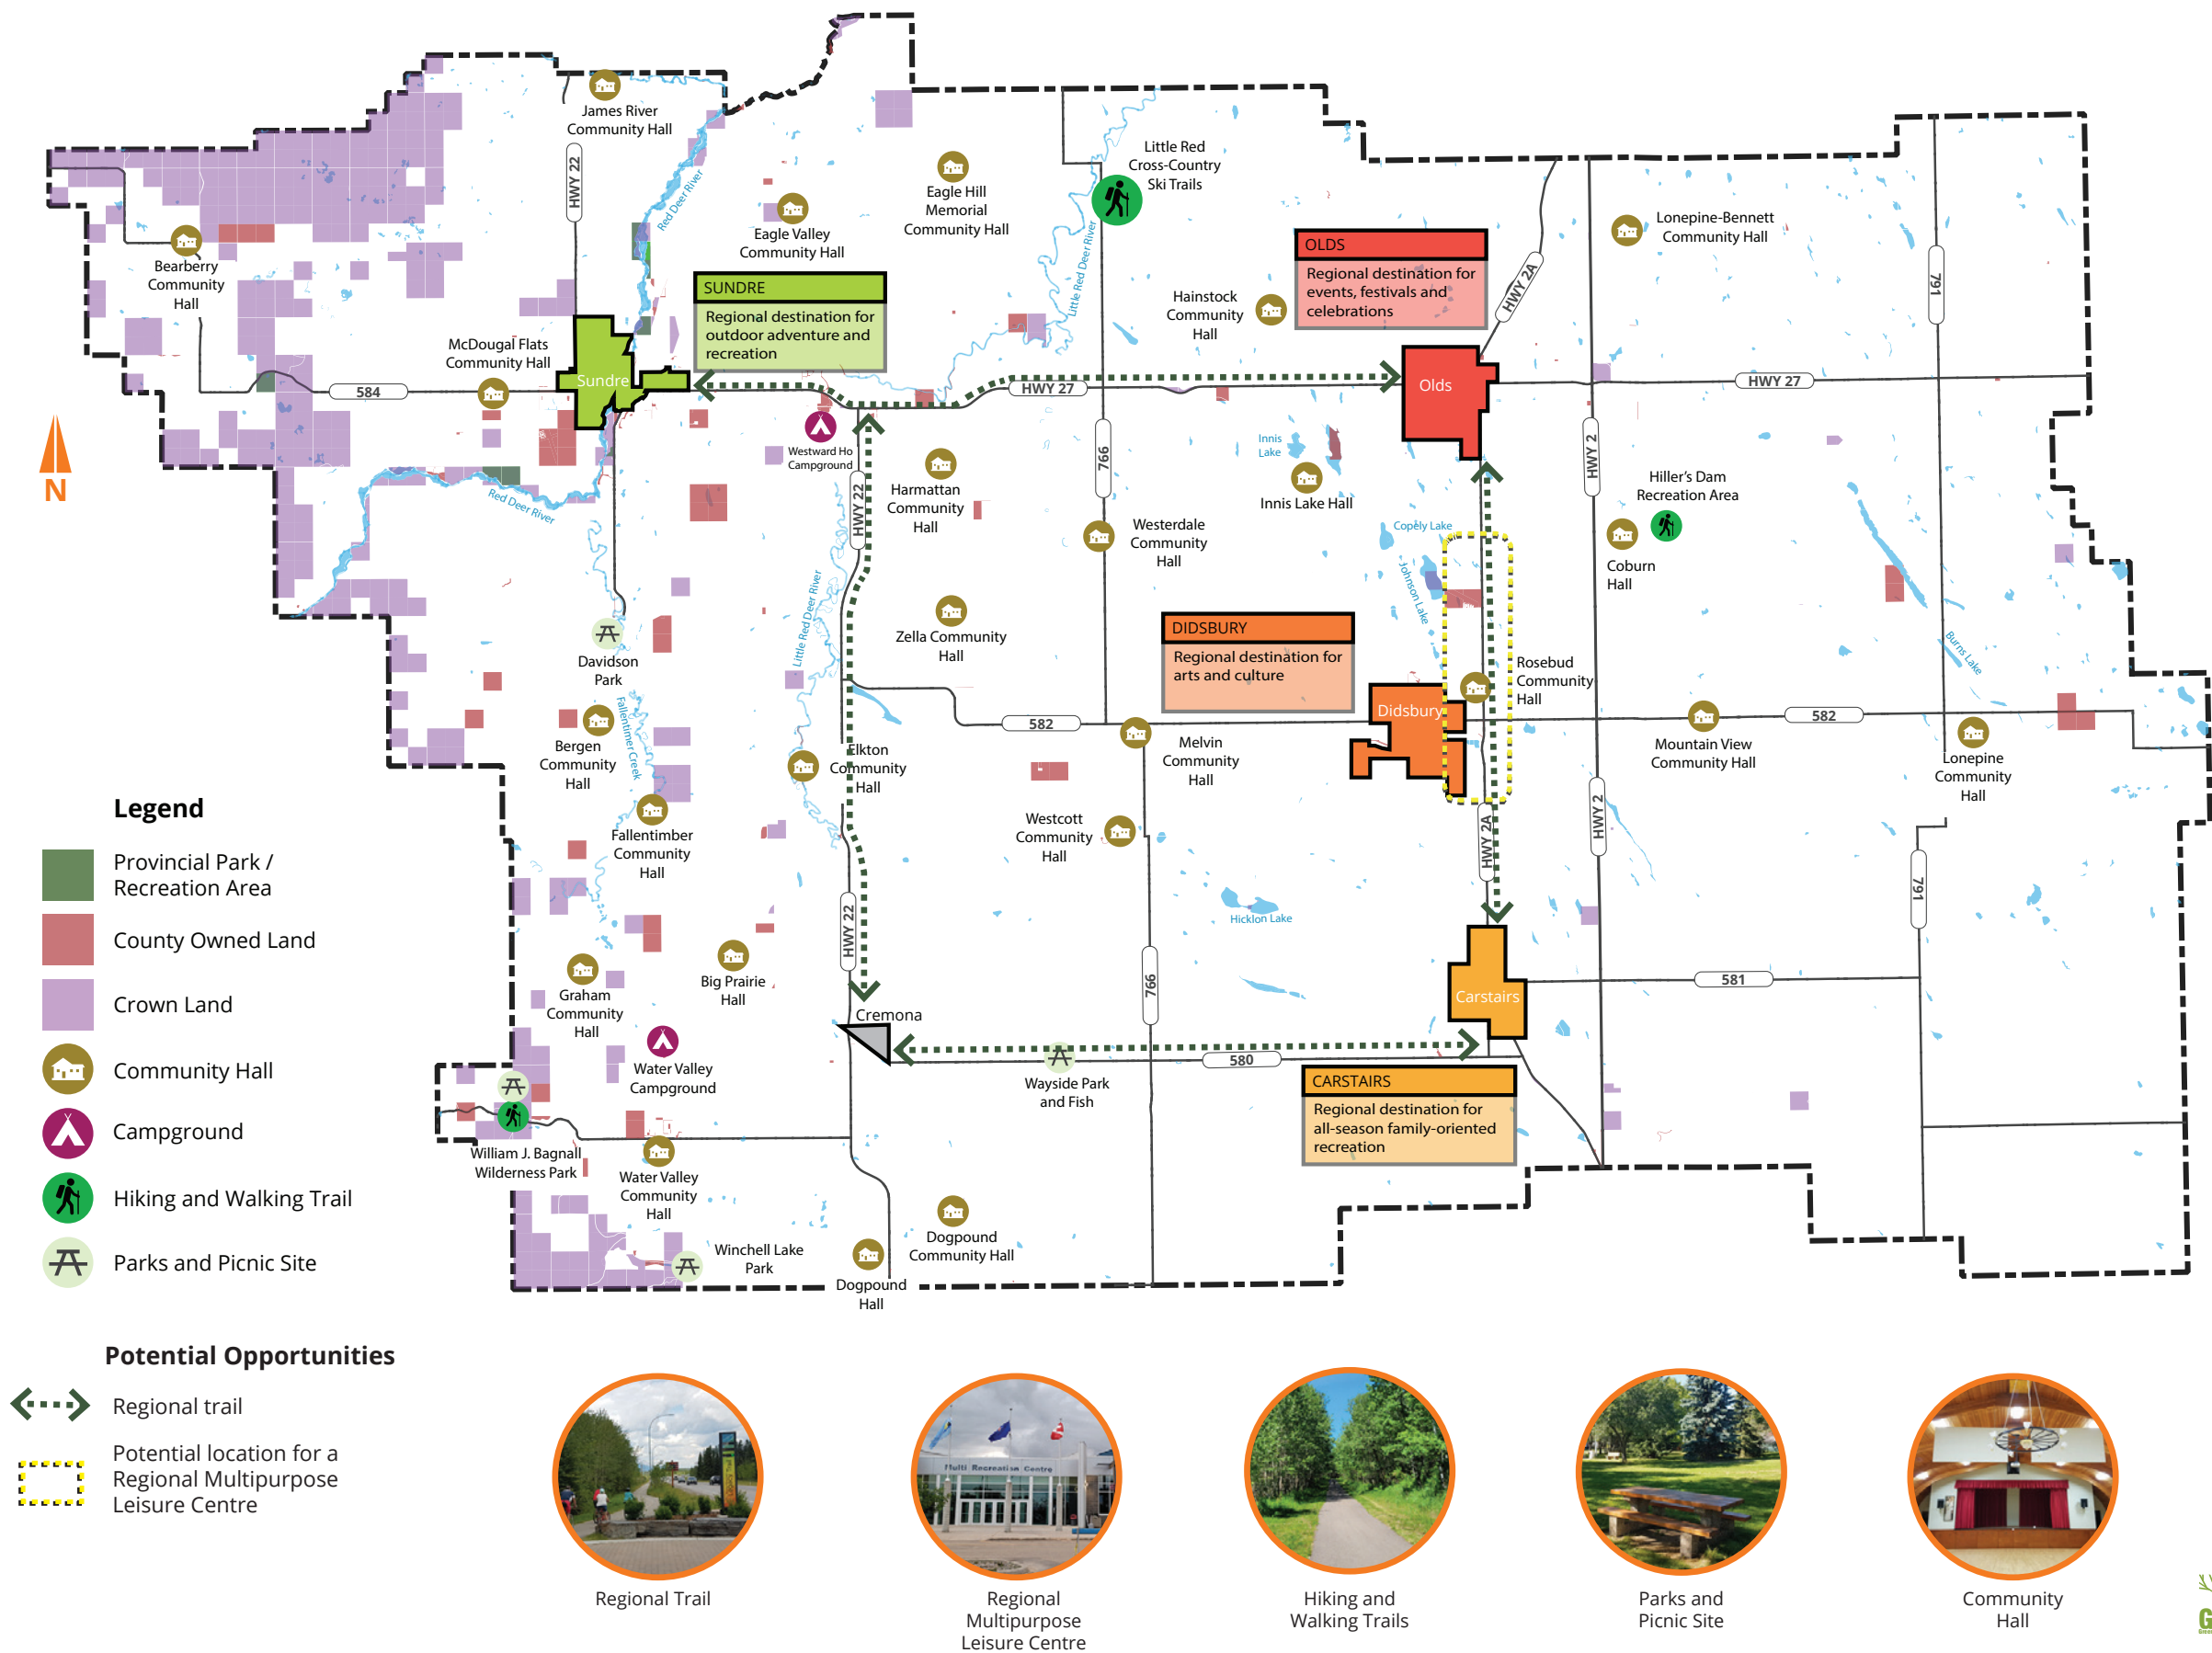 James River
Community Hall
HWY 22
Red Deer River
Eagle Valley
Community Hall
Eagle Hill
Memorial
Community Hall
Little Red
Cross-Country
Ski Trails
Little Red Deer River
Lonepine-Bennett
Community Hall
791
HWY 2A
OLDS
Regional destination for
events, festivals and
celebrations
Hainstock
Community
Hall
Bearberry
Community
Hall
SUNDRE
Regional destination for
outdoor adventure and
recreation
McDougal Flats
Community Hall
Sundre
584
HWY 27
Olds
HWY 27
N
Westward Ho
Campground
HWY 22
Harmattan
Community
Hall
766
Innis
Lake
Innis Lake Hall
HWY 2
Hiller's Dam
Recreation Area
Red Deer River
Westerdale
Community
Hall
Copely Lake
Johnson Lake
Coburn
Hall
Little Red Deer River
Zella Community
Hall
DIDSBURY
Regional destination for
arts and culture
Davidson
Park
Rosebud
Community
Hall
Burns Lake
Fallentimer Creek
Bergen
Community
Hall
582
Didsbury
582
Elkton
Community
Hall
Melvin
Community
Hall
Mountain View
Community Hall
Lonepine
Community
Hall
Fallentimber
Community
Hall
Westcott
Community
Hall
HWY 2A
HWY 2
791
Legend
Provincial Park /
Recreation Area
County Owned Land
Crown Land
Community Hall
Campground
Hiking and Walking Trail
Parks and Picnic Site
HWY 22
Hicklon Lake
Big Prairie
Hall
Graham
Community
Hall
766
Carstairs
581
Cremona
Water Valley
Campground
580
Wayside Park
and Fish
CARSTAIRS
Regional destination for
all-season family-oriented
recreation
William J. Bagnall
Wilderness Park
Water Valley
Community
Hall
Winchell Lake
Park
Dogpound
Community Hall
Dogpound
Hall
Potential Opportunities
Regional trail
Potential location for a
Regional Multipurpose
Leisure Centre
Multi Recreation Centre
Regional Trail
Regional
Multipurpose
Leisure Centre
Hiking and
Walking Trails
Parks and
Picnic Site
Community
Hall